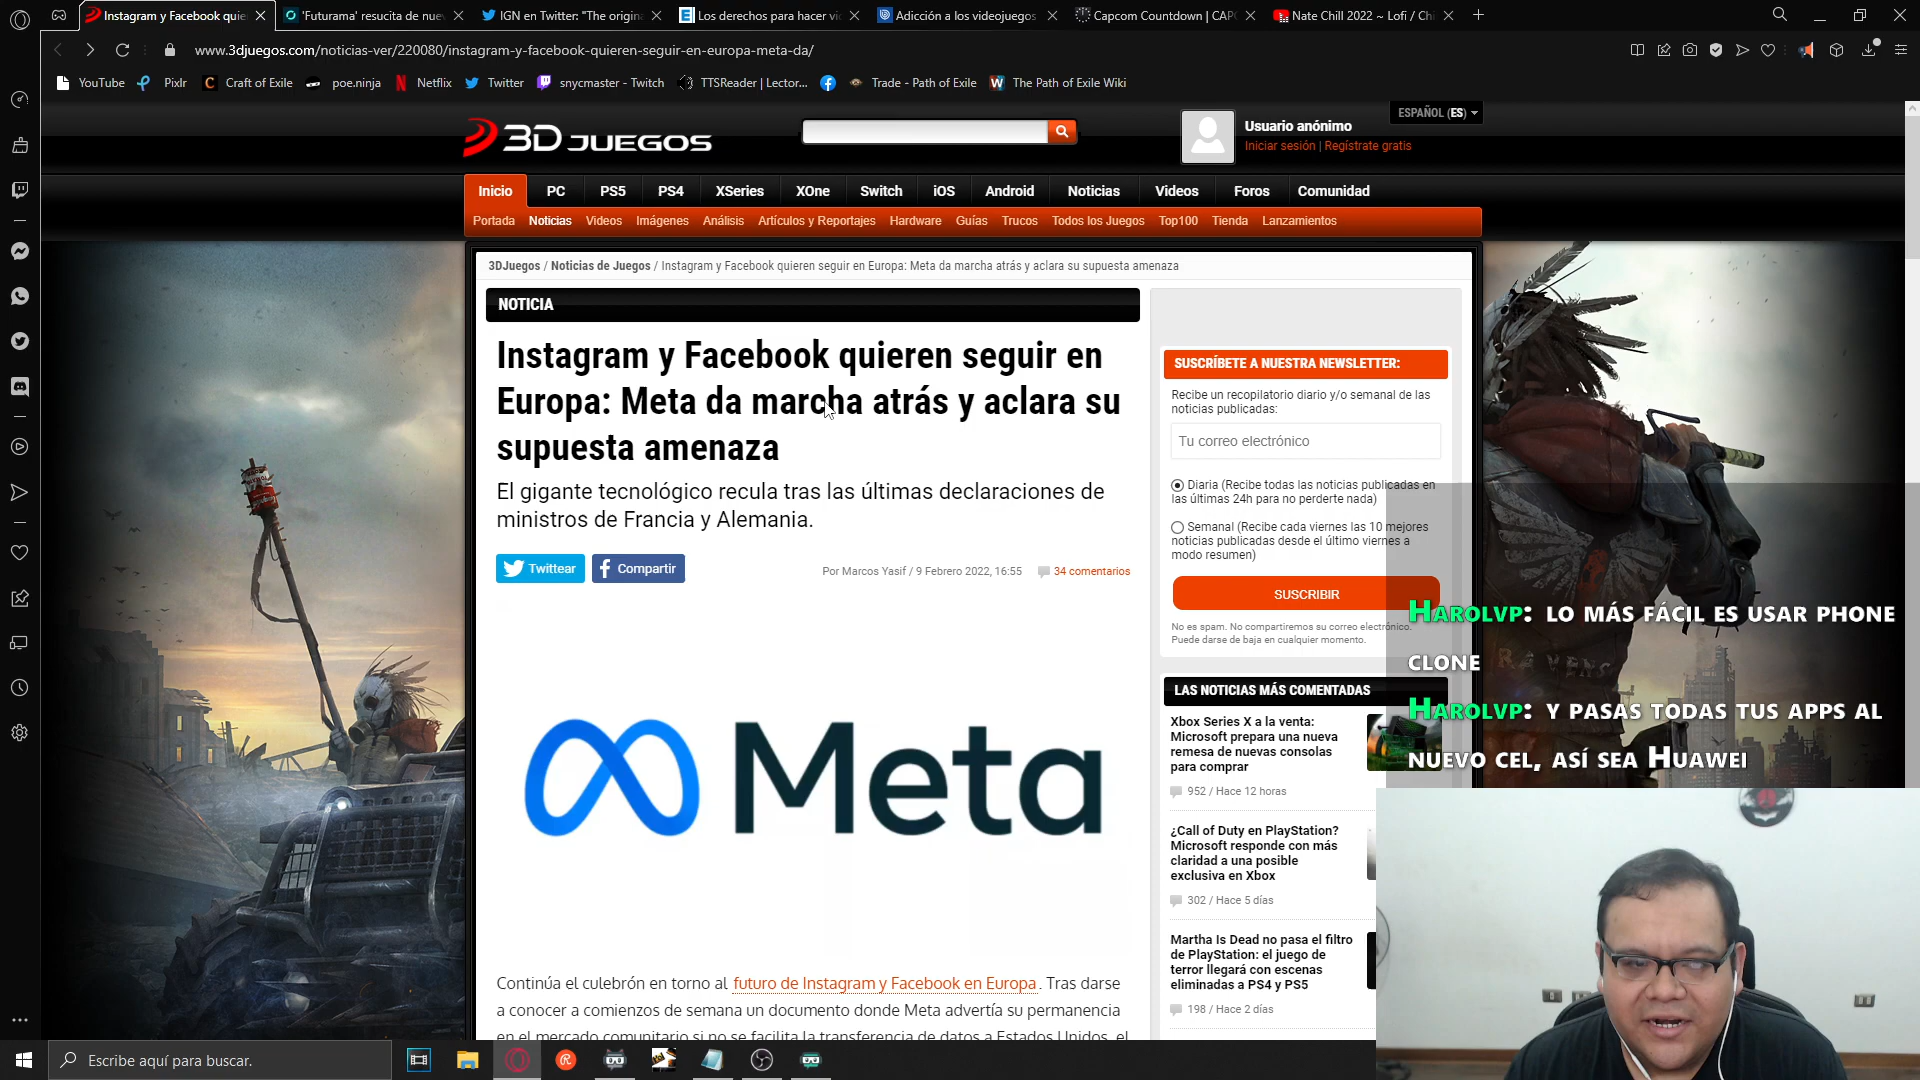 Instagram y Facebook quie
'Futurama' resucita de nue
IGN en Twitter: "The origin
Los derechos para hacer vi
Adicción a los videojuegos
Capcom Countdown | CAP
Nate Chill 2022 ~ Lofi / Chi
www.3djuegos.com/noticias-ver/220080/instagram-y-facebook-quieren-seguir-en-europa-meta-da/
YouTube Pixlr Craft of Exile poe.ninja Netflix Twitter snycmaster - Twitch TTSReader | Lector... Trade - Path of Exile The Path of Exile Wiki
ESPAÑOL (ES)
3D JUEGOS
Usuario anónimo
Iniciar sesión | Regístrate gratis
Inicio PC PS5 PS4 XSeries XOne Switch iOS Android Noticias Videos Foros Comunidad
Portada Noticias Videos Imágenes Análisis Artículos y Reportajes Hardware Guías Trucos Todos los Juegos Top100 Tienda Lanzamientos
3DJuegos / Noticias de Juegos / Instagram y Facebook quieren seguir en Europa: Meta da marcha atrás y aclara su supuesta amenaza
NOTICIA
Instagram y Facebook quieren seguir en
Europa: Meta da marcha atrás y aclara su
supuesta amenaza
El gigante tecnológico recula tras las últimas declaraciones de
ministros de Francia y Alemania.
Twittear
Compartir
Por Marcos Yasif / 9 Febrero 2022, 16:55
34 comentarios
Meta
Continúa el culebrón en torno al futuro de Instagram y Facebook en Europa. Tras darse
a conocer a comienzos de semana un documento donde Meta advertía su permanencia
en el mercado comunitario si no se facilita la transferencia de datos a Estados Unidos, el
SUSCRÍBETE A NUESTRA NEWSLETTER:
Recibe un recopilatorio diario y/o semanal de las
noticias publicadas:
Tu correo electrónico
Diaria (Recibe todas las noticias publicadas en
las últimas 24h para no perderte nada)
Semanal (Recibe cada viernes las 10 mejores
noticias publicadas desde el último viernes a
modo resumen)
SUSCRIBIR
No es spam. No compartiremos su correo electrónico.
Puede darse de baja en cualquier momento.
LAS NOTICIAS MÁS COMENTADAS
Xbox Series X a la venta:
Microsoft prepara una nueva
remesa de nuevas consolas
para comprar
952 / Hace 12 horas
¿Call of Duty en PlayStation?
Microsoft responde con más
claridad a una posible
exclusiva en Xbox
302 / Hace 5 días
Martha Is Dead no pasa el filtro
de PlayStation: el juego de
terror llegará con escenas
eliminadas a PS4 y PS5
198 / Hace 2 días
HAROLVP: LO MÁS FÁCIL ES USAR PHONE
CLONE
HAROLVP: Y PASAS TODAS TUS APPS AL
NUEVO CEL, ASÍ SEA HUAWEI
Escribe aquí para buscar.